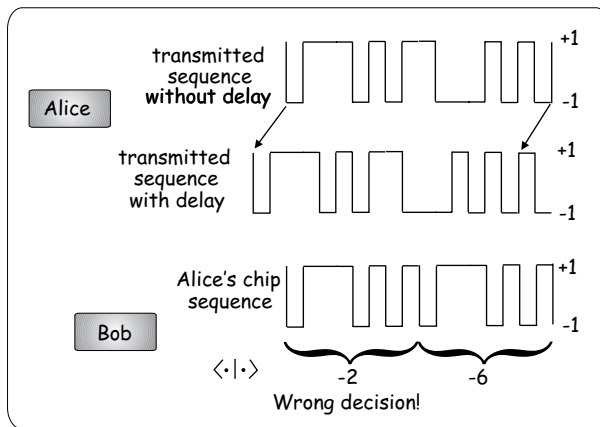 transmitted
sequence
without delay
+1
-1
Alice
transmitted
sequence
with delay
+1
-1
Alice's chip
sequence
+1
-1
Bob
⟨·|·⟩
-2
-6
Wrong decision!